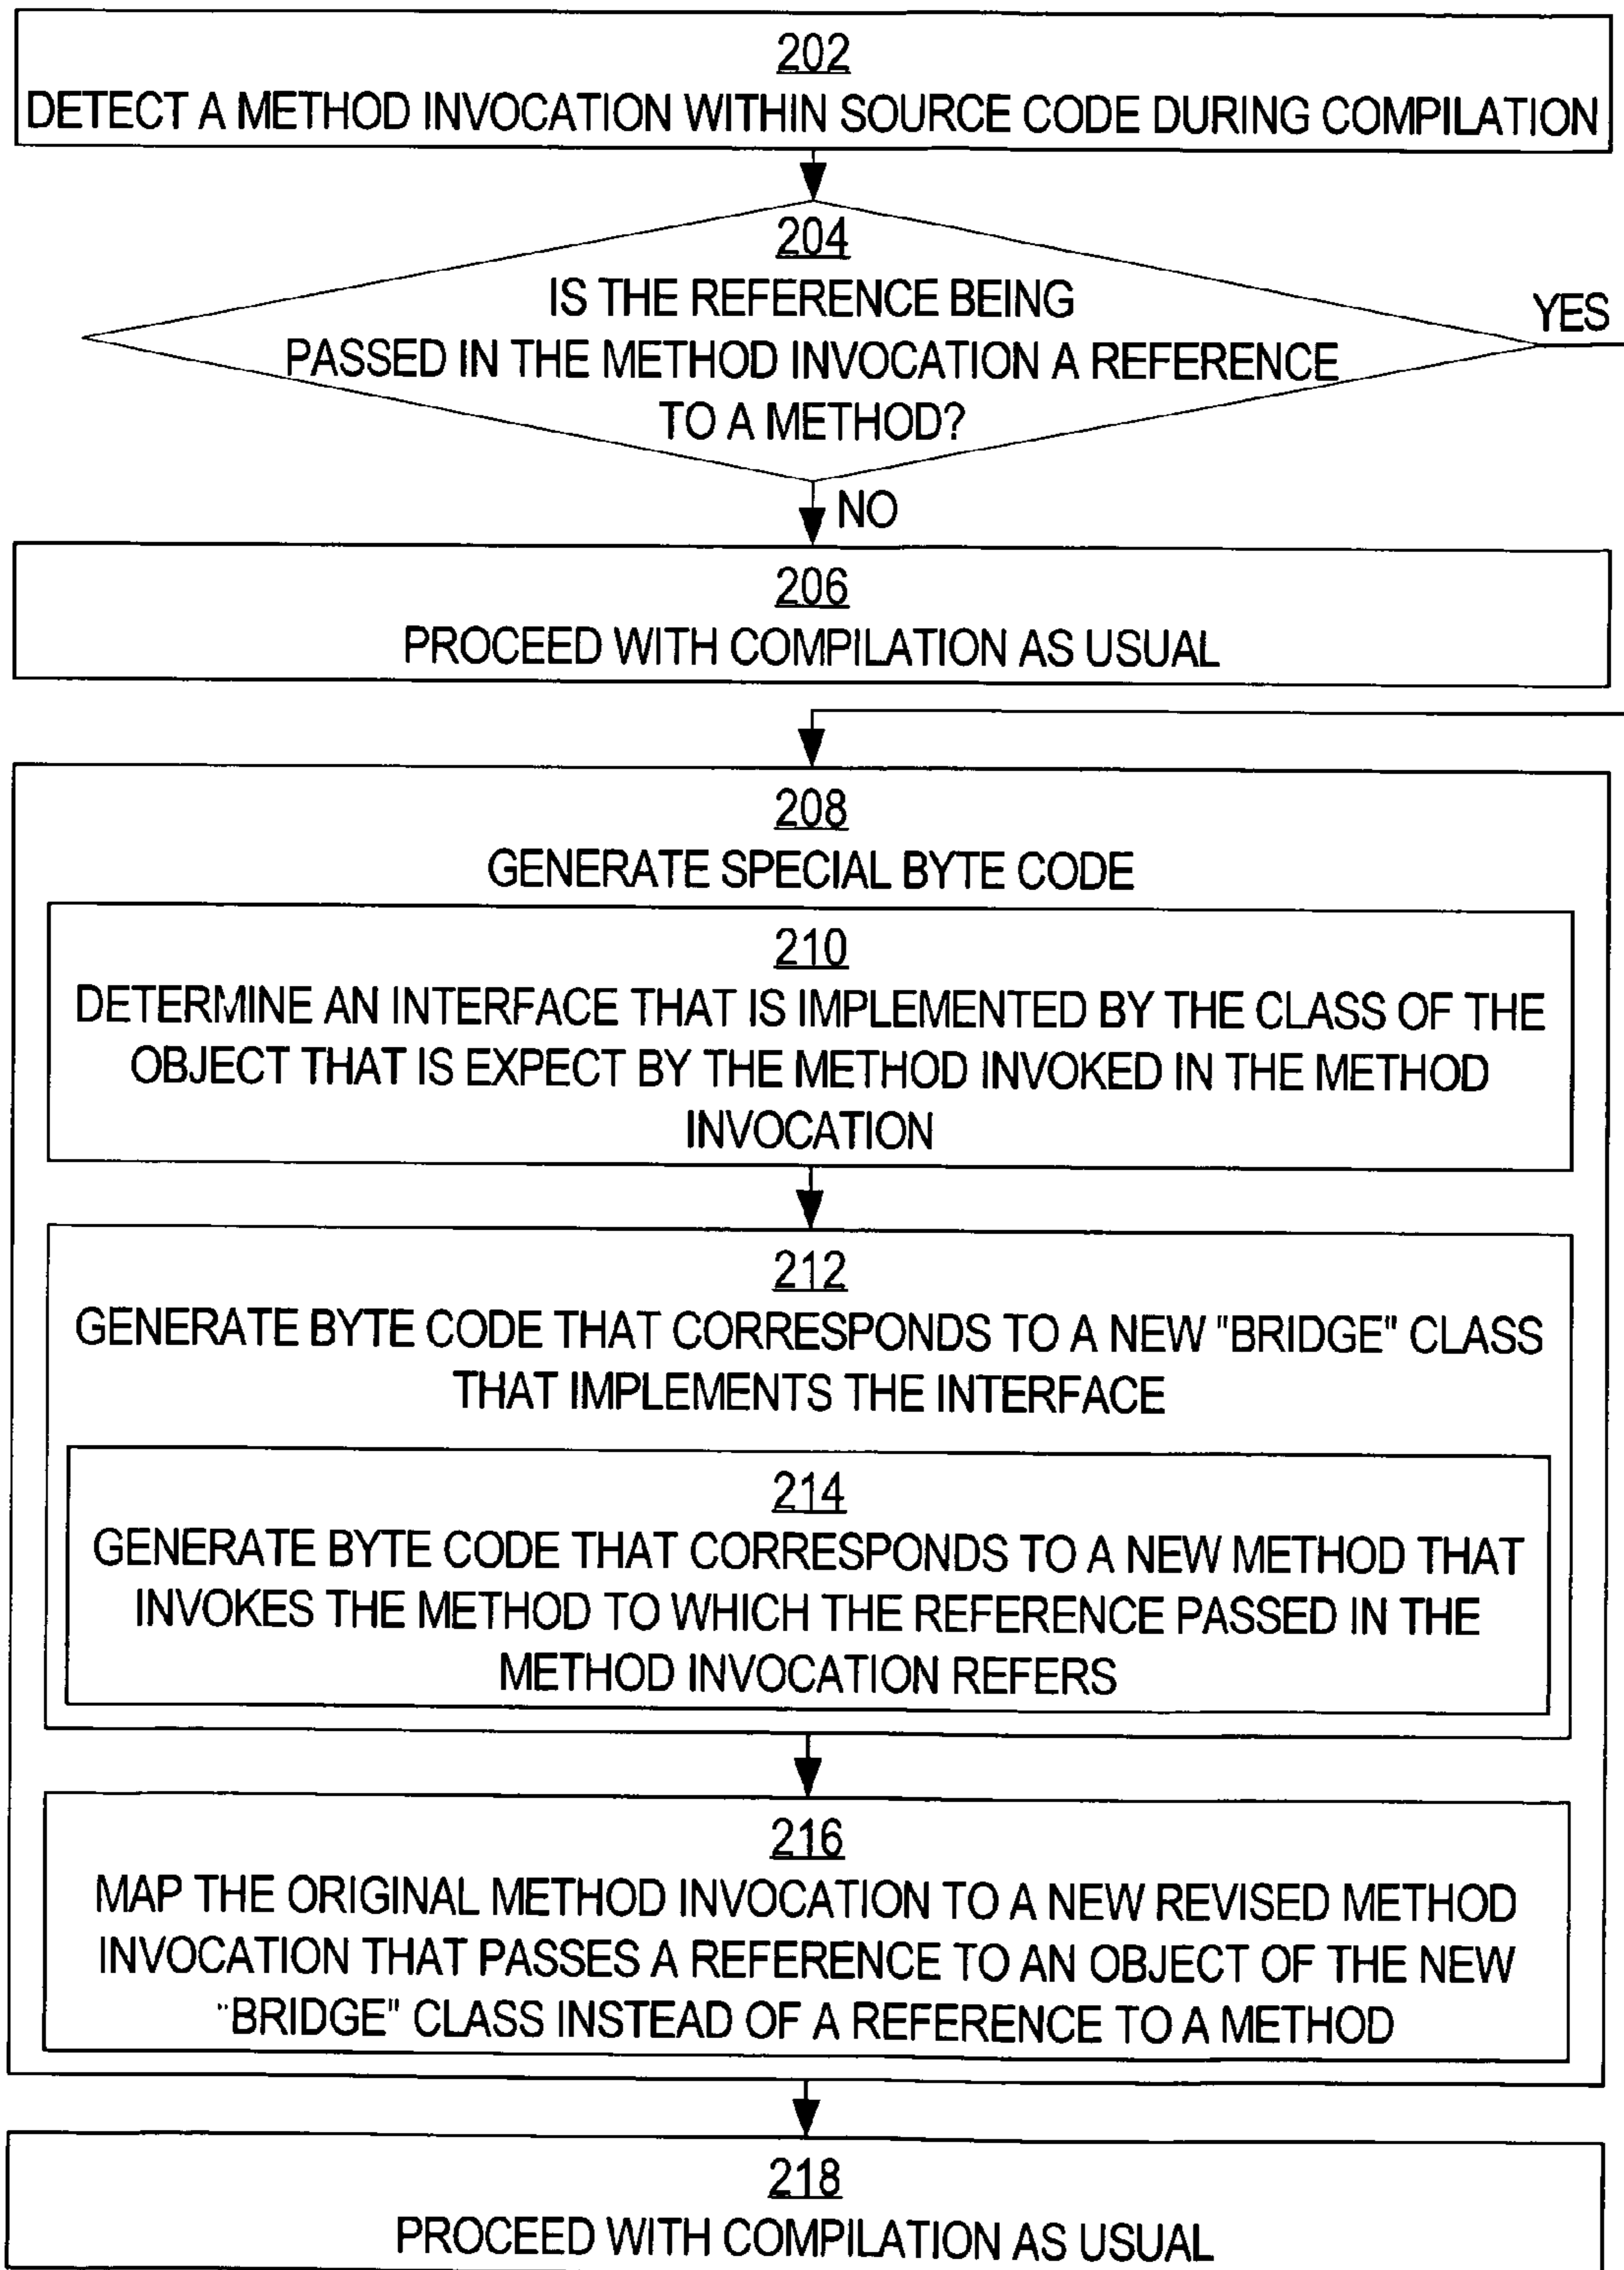 202
DETECT A METHOD INVOCATION WITHIN SOURCE CODE DURING COMPILATION
204
IS THE REFERENCE BEING
PASSED IN THE METHOD INVOCATION A REFERENCE
TO A METHOD?
YES
NO
206
PROCEED WITH COMPILATION AS USUAL
208
GENERATE SPECIAL BYTE CODE
210
DETERMINE AN INTERFACE THAT IS IMPLEMENTED BY THE CLASS OF THE
OBJECT THAT IS EXPECT BY THE METHOD INVOKED IN THE METHOD
INVOCATION
212
GENERATE BYTE CODE THAT CORRESPONDS TO A NEW "BRIDGE" CLASS
THAT IMPLEMENTS THE INTERFACE
214
GENERATE BYTE CODE THAT CORRESPONDS TO A NEW METHOD THAT
INVOKES THE METHOD TO WHICH THE REFERENCE PASSED IN THE
METHOD INVOCATION REFERS
216
MAP THE ORIGINAL METHOD INVOCATION TO A NEW REVISED METHOD
INVOCATION THAT PASSES A REFERENCE TO AN OBJECT OF THE NEW
"BRIDGE" CLASS INSTEAD OF A REFERENCE TO A METHOD
218
PROCEED WITH COMPILATION AS USUAL